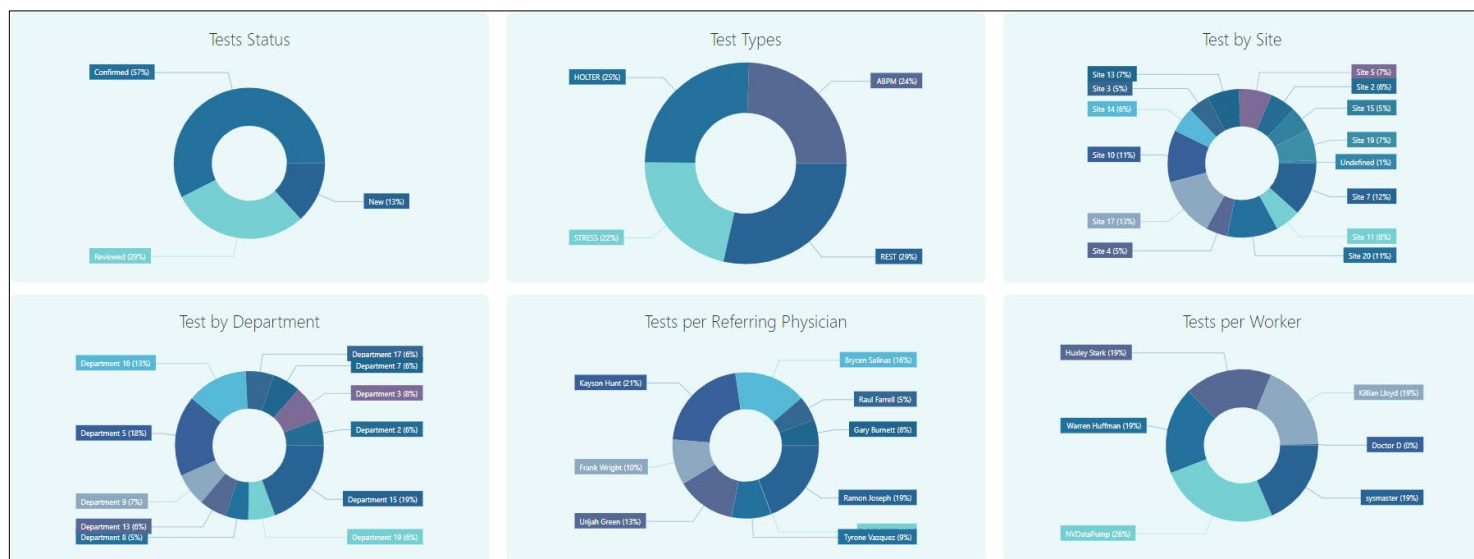 Tests Status
Confirmed (57%)
New (13%)
Reviewed (29%)
Test Types
HOLTER (25%)
ABPM (24%)
STRESS (22%)
REST (29%)
Test by Site
Site 13 (7%)
Site 5 (7%)
Site 3 (5%)
Site 2 (6%)
Site 14 (6%)
Site 15 (5%)
Site 19 (7%)
Site 10 (11%)
Undefined (1%)
Site 7 (12%)
Site 17 (13%)
Site 11 (6%)
Site 4 (5%)
Site 20 (11%)
Test by Department
Department 16 (13%)
Department 17 (6%)
Department 7 (6%)
Department 3 (8%)
Department 5 (18%)
Department 2 (6%)
Department 9 (7%)
Department 15 (19%)
Department 13 (6%)
Department 8 (5%)
Department 19 (6%)
Tests per Referring Physician
Brycen Salinas (16%)
Kayson Hunt (21%)
Raul Farrell (5%)
Gary Burnett (6%)
Frank Wright (10%)
Ramon Joseph (19%)
Urijah Green (13%)
Tyrone Vazquez (9%)
Tests per Worker
Huxley Stark (19%)
Killian Lloyd (19%)
Warren Huffman (19%)
Doctor D (0%)
sysmaster (19%)
NVDataPump (26%)